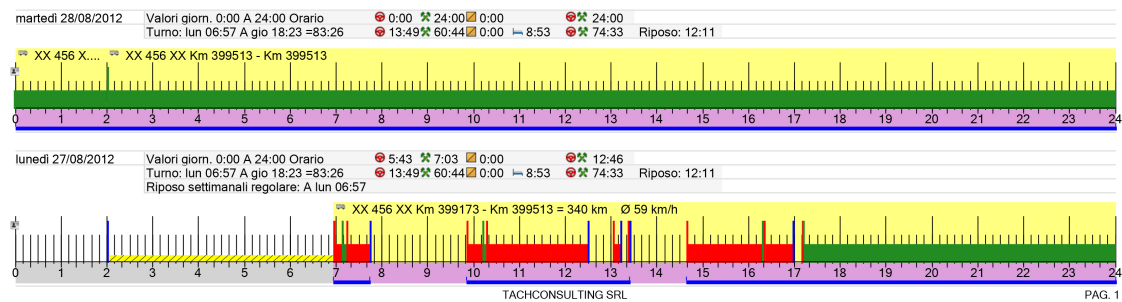 martedì 28/08/2012 Valori giorn. 0:00 A 24:00 Orario 0:00 24:00 0:00 24:00
Turno: lun 06:57 A gio 18:23 =83:26 13:49 60:44 0:00 8:53 74:33 Riposo: 12:11
XX 456 X.... XX 456 XX Km 399513 - Km 399513
0 1 2 3 4 5 6 7 8 9 10 11 12 13 14 15 16 17 18 19 20 21 22 23 24
lunedì 27/08/2012 Valori giorn. 0:00 A 24:00 Orario 5:43 7:03 0:00 12:46
Turno: lun 06:57 A gio 18:23 =83:26 13:49 60:44 0:00 8:53 74:33 Riposo: 12:11
Riposo settimanali regolare: A lun 06:57
XX 456 XX Km 399173 - Km 399513 = 340 km Ø 59 km/h
0 1 2 3 4 5 6 7 8 9 10 11 12 13 14 15 16 17 18 19 20 21 22 23 24
TACHCONSULTING SRL PAG. 1